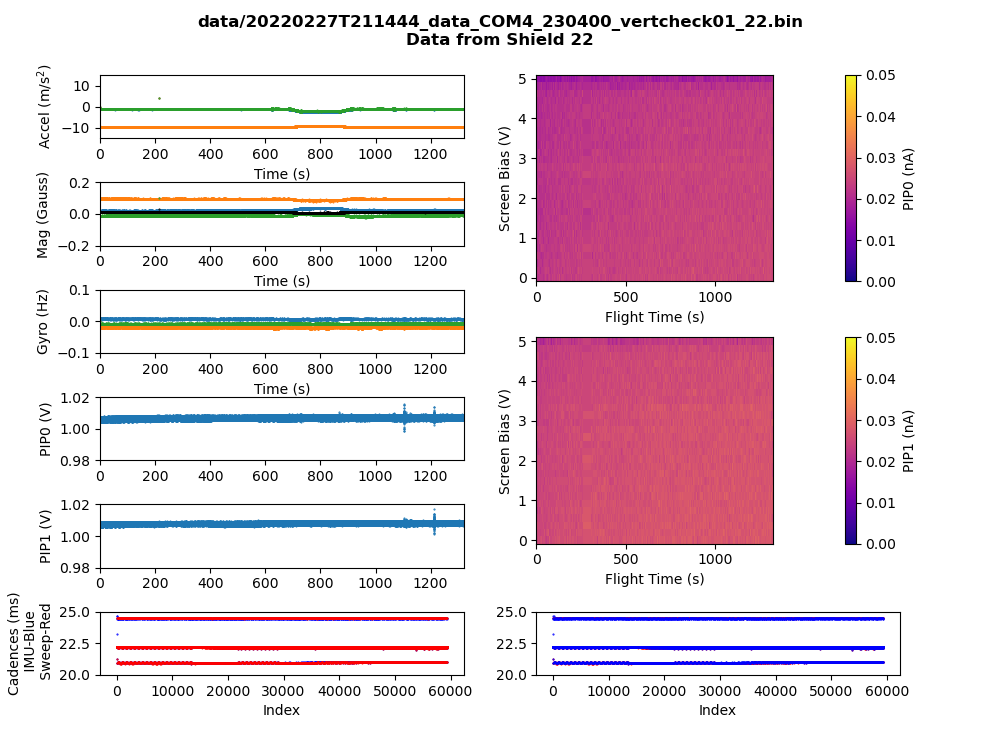 data/20220227T211444_data_COM4_230400_vertcheck01_22.bin
Data from Shield 22
Accel (m/s²)
10
0
−10
0 200 400 600 800 1000 1200
Time (s)
Mag (Gauss)
0.2
0.0
−0.2
0 200 400 600 800 1000 1200
Time (s)
Gyro (Hz)
0.1
0.0
−0.1
0 200 400 600 800 1000 1200
Time (s)
PIP0 (V)
1.02
1.00
0.98
0 200 400 600 800 1000 1200
PIP1 (V)
1.02
1.00
0.98
0 200 400 600 800 1000 1200
Cadences (ms)
IMU-Blue
Sweep-Red
25.0
22.5
20.0
0 10000 20000 30000 40000 50000 60000
Index
Screen Bias (V)
5
4
3
2
1
0
0 500 1000
Flight Time (s)
0.05
0.04
0.03
0.02
0.01
0.00
PIP0 (nA)
Screen Bias (V)
5
4
3
2
1
0
0 500 1000
Flight Time (s)
0.05
0.04
0.03
0.02
0.01
0.00
PIP1 (nA)
25.0
22.5
20.0
0 10000 20000 30000 40000 50000 60000
Index